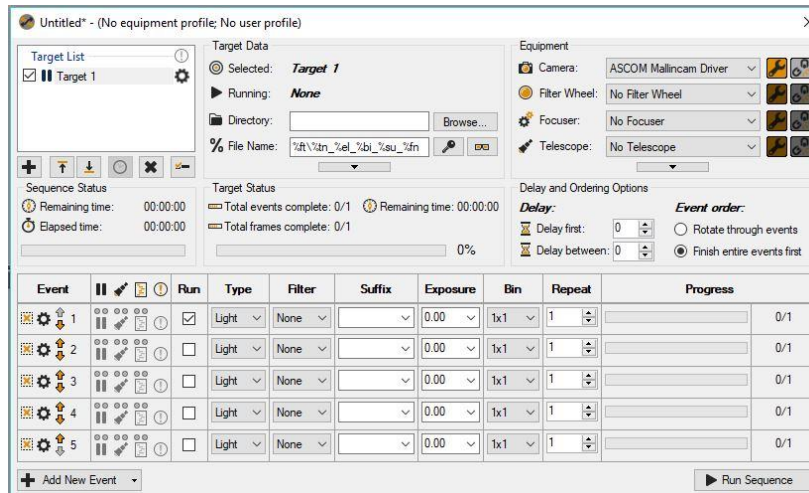 Untitled* - (No equipment profile; No user profile)
Target List
Target 1
Target Data
Selected: Target 1
Running: None
Directory: Browse...
File Name: %ft\%tn_%el_%bi_%su_%fn
Equipment
Camera: ASCOM Mallincam Driver
Filter Wheel: No Filter Wheel
Focuser: No Focuser
Telescope: No Telescope
Sequence Status
Remaining time: 00:00:00
Elapsed time: 00:00:00
Target Status
Total events complete: 0/1 Remaining time: 00:00:00
Total frames complete: 0/1
0%
Delay and Ordering Options
Delay: Event order:
Delay first: 0 Rotate through events
Delay between: 0 Finish entire events first
Event Run Type Filter Suffix Exposure Bin Repeat Progress
1 Light None 0.00 1x1 1 0/1
2 Light None 0.00 1x1 1 0/1
3 Light None 0.00 1x1 1 0/1
4 Light None 0.00 1x1 1 0/1
5 Light None 0.00 1x1 1 0/1
Add New Event Run Sequence